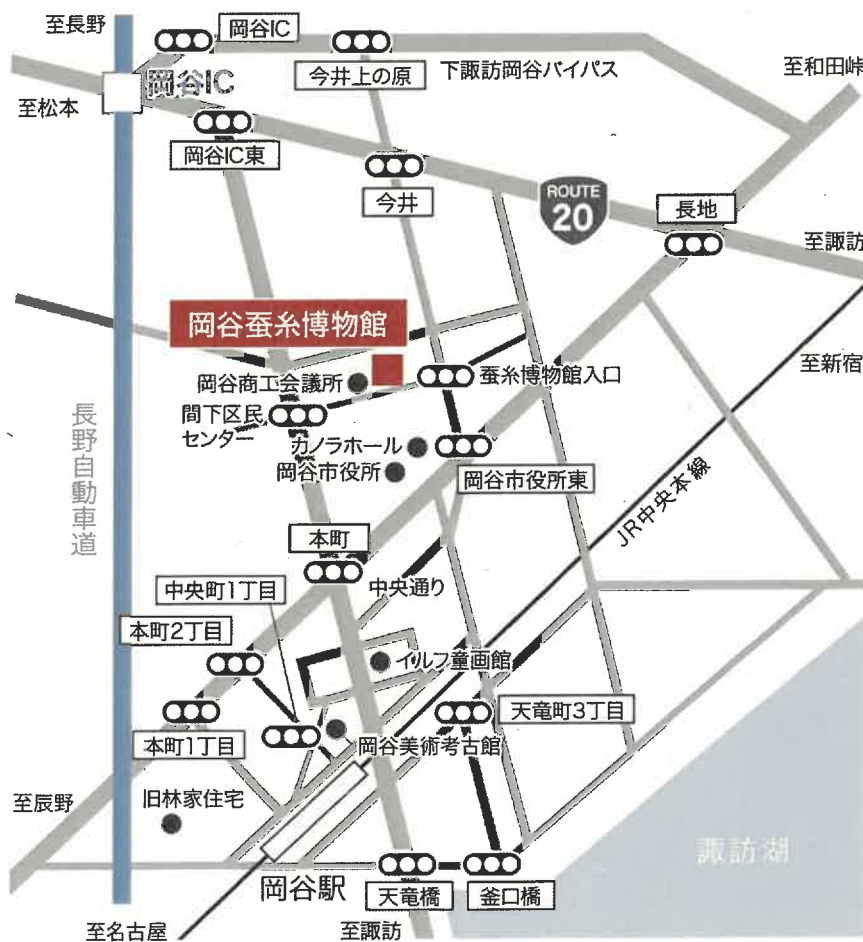 至長野
岡谷IC
岡谷IC
今井上の原
下諏訪岡谷バイパス
至和田峠
至松本
岡谷IC東
今井
ROUTE
20
長地
至諏訪
岡谷蚕糸博物館
至新宿
岡谷商工会議所
蚕糸博物館入口
間下区民
センター
カノラホール
岡谷市役所
岡谷市役所東
長野自動車道
JR中央本線
本町
中央通り
中央町1丁目
本町2丁目
イルフ童画館
天竜町3丁目
本町1丁目
岡谷美術考古館
至辰野
旧林家住宅
諏訪湖
岡谷駅
天竜橋
釜口橋
至名古屋
至諏訪